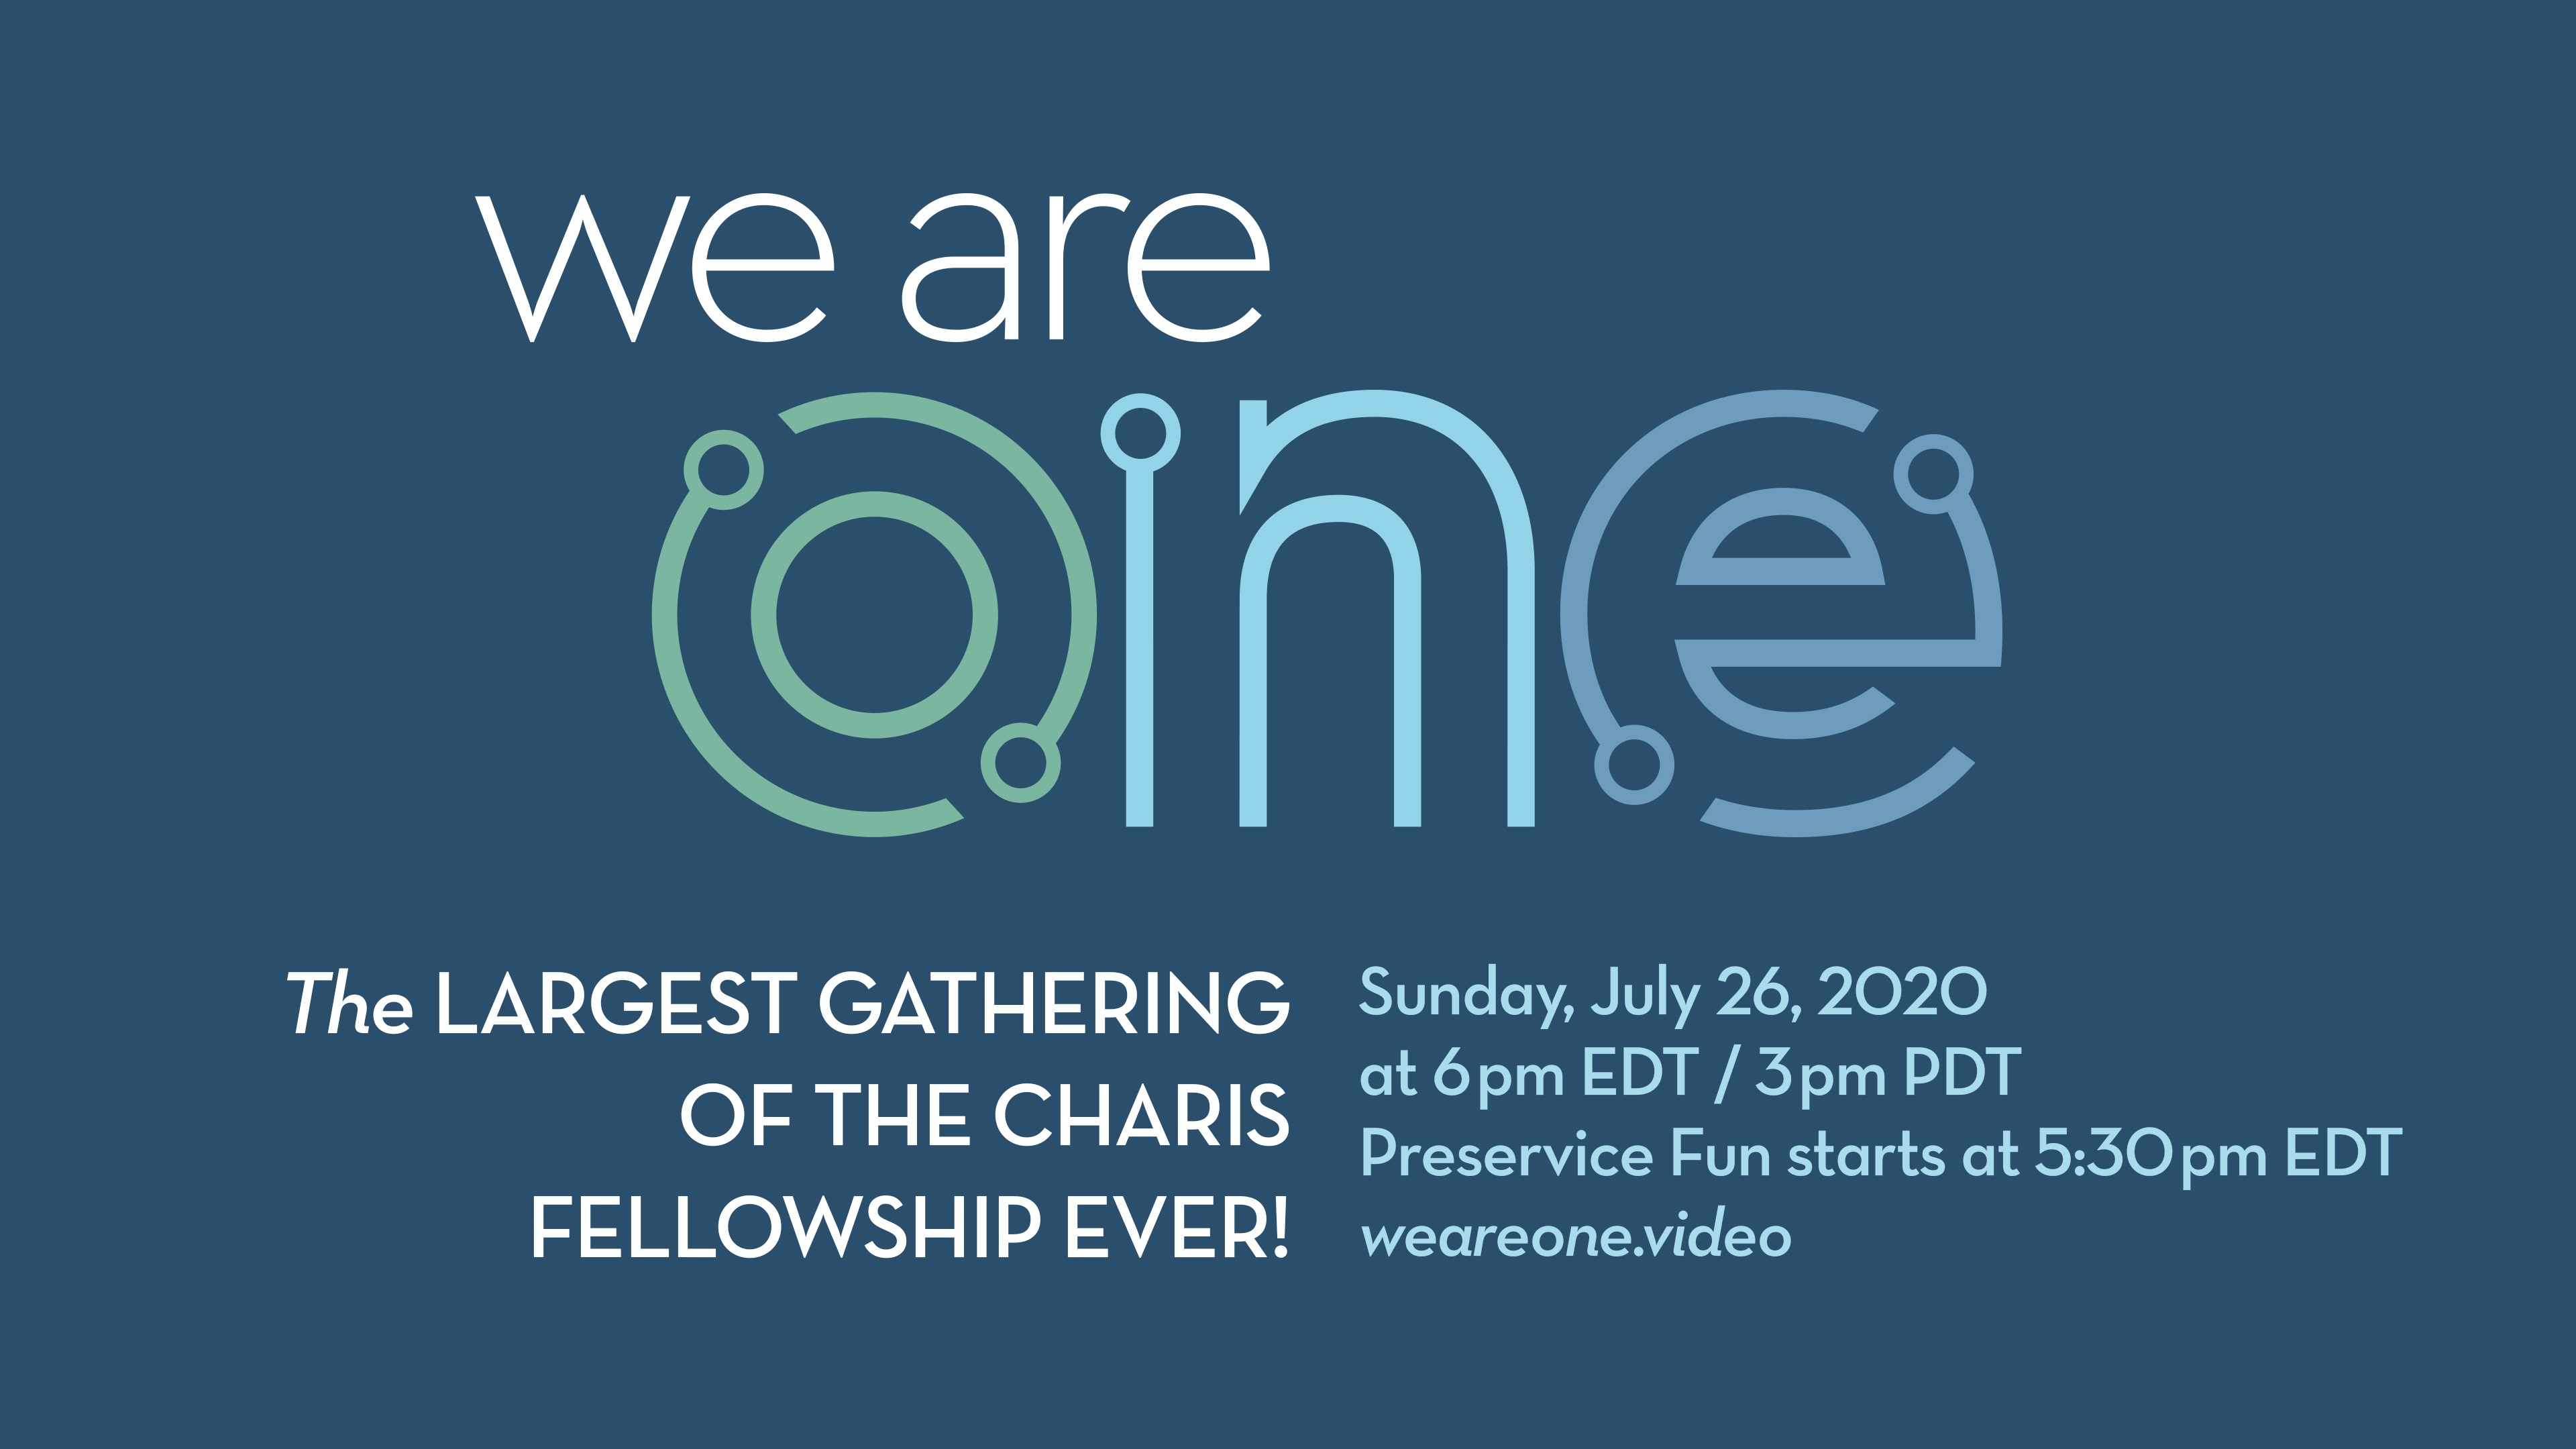 we are
one
The LARGEST GATHERING
OF THE CHARIS
FELLOWSHIP EVER!
Sunday, July 26, 2020
at 6pm EDT / 3pm PDT
Preservice Fun starts at 5:30pm EDT
weareone.video